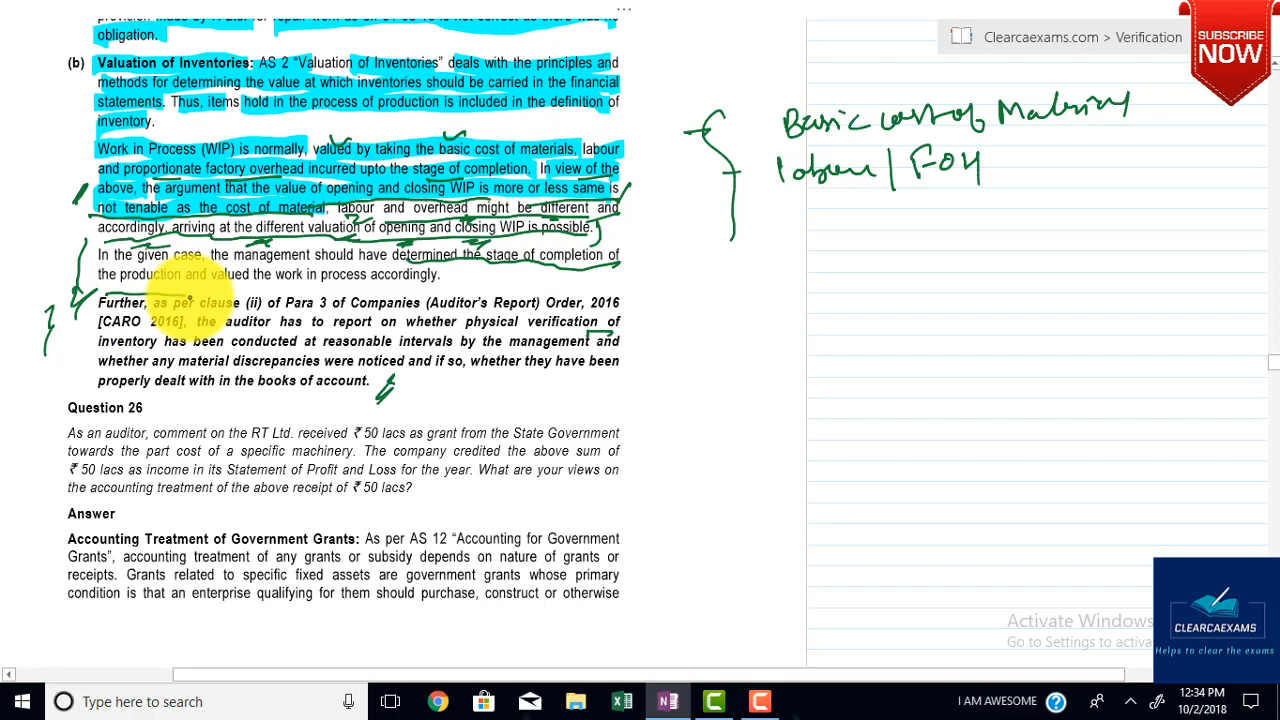 obligation.
(b) Valuation of Inventories: AS 2 “Valuation of Inventories” deals with the principles and
methods for determining the value at which inventories should be carried in the financial
statements. Thus, items hold in the process of production is included in the definition of
inventory.
Work in Process (WIP) is normally, valued by taking the basic cost of materials, labour
and proportionate factory overhead incurred upto the stage of completion. In view of the
above, the argument that the value of opening and closing WIP is more or less same is
not tenable as the cost of material, labour and overhead might be different and
accordingly, arriving at the different valuation of opening and closing WIP is possible.
In the given case, the management should have determined the stage of completion of
the production and valued the work in process accordingly.
Further, as per clause (ii) of Para 3 of Companies (Auditor’s Report) Order, 2016
[CARO 2016], the auditor has to report on whether physical verification of
inventory has been conducted at reasonable intervals by the management and
whether any material discrepancies were noticed and if so, whether they have been
properly dealt with in the books of account.
Question 26
As an auditor, comment on the RT Ltd. received ₹ 50 lacs as grant from the State Government
towards the part cost of a specific machinery. The company credited the above sum of
₹ 50 lacs as income in its Statement of Profit and Loss for the year. What are your views on
the accounting treatment of the above receipt of ₹ 50 lacs?
Answer
Accounting Treatment of Government Grants: As per AS 12 “Accounting for Government
Grants”, accounting treatment of any grants or subsidy depends on nature of grants or
receipts. Grants related to specific fixed assets are government grants whose primary
condition is that an enterprise qualifying for them should purchase, construct or otherwise
Basic cost of Material
labour / FOH
Clearcaexams.com > Verification
SUBSCRIBE
NOW
Activate Windows
Go to Settings to activa
CLEARCAEXAMS
Helps to clear the exams
Type here to search
I AM AWESOME
12:34 PM
10/2/2018